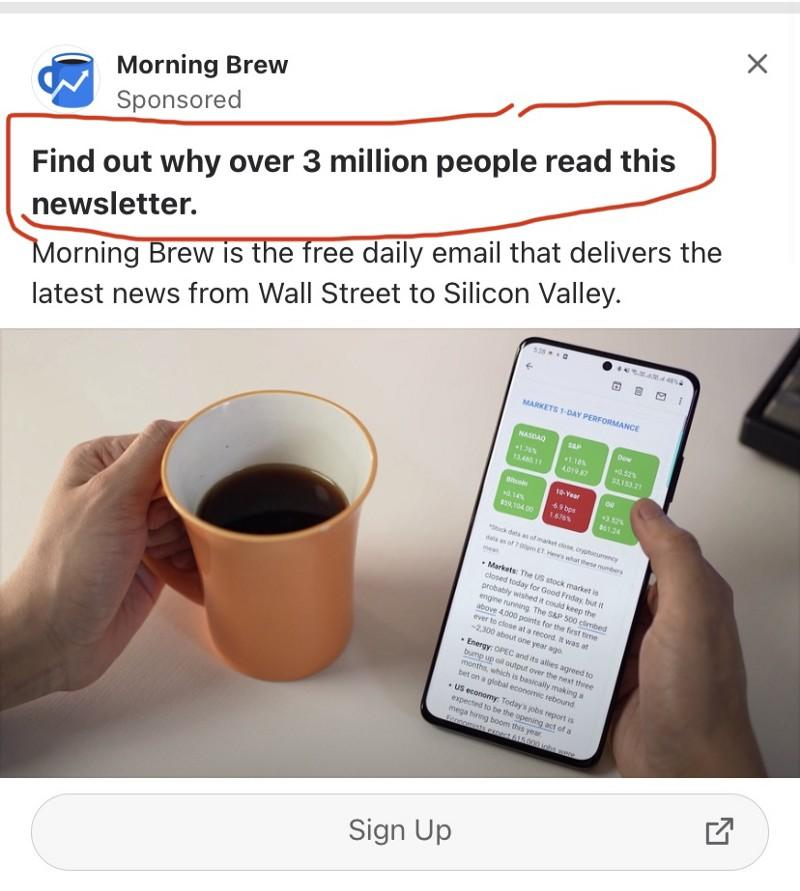 Morning Brew
Sponsored
Find out why over 3 million people read this
newsletter.
Morning Brew is the free daily email that delivers the
latest news from Wall Street to Silicon Valley.
5:28
48%
MARKETS 1-DAY PERFORMANCE
NASDAQ
+1.76%
13,480.11
S&P
+1.18%
4,019.87
Dow
+0.52%
33,153.21
Bitcoin
+0.14%
$59,104.00
10-Year
-6.9 bps
1.676%
Oil
+3.52%
$61.24
*Stock data as of market close, cryptocurrency
data as of 7:00pm ET. Here's what these numbers
mean.
• Markets: The US stock market is
closed today for Good Friday, but it
probably wished it could keep the
engine running. The S&P 500 climbed
above 4,000 points for the first time
ever to close at a record. It was at
~2,300 about one year ago.
• Energy: OPEC and its allies agreed to
bump up oil output over the next three
months, which is basically making a
bet on a global economic rebound.
• US economy: Today's jobs report is
expected to be the opening act of a
mega hiring boom this year.
Economists expect 615,000 jobs were
Sign Up